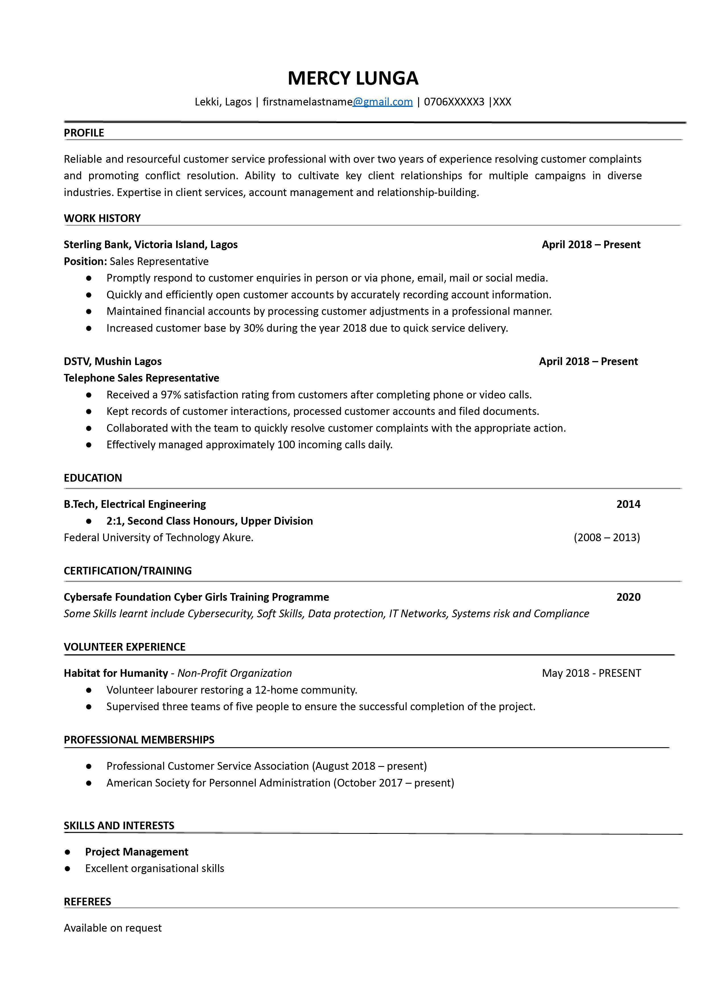 MERCY LUNGA
Lekki, Lagos | firstnamelastname@gmail.com | 0706XXXXX3 |XXX
PROFILE
Reliable and resourceful customer service professional with over two years of experience resolving customer complaints
and promoting conflict resolution. Ability to cultivate key client relationships for multiple campaigns in diverse
industries. Expertise in client services, account management and relationship-building.
WORK HISTORY
Sterling Bank, Victoria Island, Lagos April 2018 – Present
Position: Sales Representative
● Promptly respond to customer enquiries in person or via phone, email, mail or social media.
● Quickly and efficiently open customer accounts by accurately recording account information.
● Maintained financial accounts by processing customer adjustments in a professional manner.
● Increased customer base by 30% during the year 2018 due to quick service delivery.
DSTV, Mushin Lagos April 2018 – Present
Telephone Sales Representative
● Received a 97% satisfaction rating from customers after completing phone or video calls.
● Kept records of customer interactions, processed customer accounts and filed documents.
● Collaborated with the team to quickly resolve customer complaints with the appropriate action.
● Effectively managed approximately 100 incoming calls daily.
EDUCATION
B.Tech, Electrical Engineering 2014
● 2:1, Second Class Honours, Upper Division
Federal University of Technology Akure. (2008 – 2013)
CERTIFICATION/TRAINING
Cybersafe Foundation Cyber Girls Training Programme 2020
Some Skills learnt include Cybersecurity, Soft Skills, Data protection, IT Networks, Systems risk and Compliance
VOLUNTEER EXPERIENCE
Habitat for Humanity - Non-Profit Organization May 2018 - PRESENT
● Volunteer labourer restoring a 12-home community.
● Supervised three teams of five people to ensure the successful completion of the project.
PROFESSIONAL MEMBERSHIPS
● Professional Customer Service Association (August 2018 – present)
● American Society for Personnel Administration (October 2017 – present)
SKILLS AND INTERESTS
● Project Management
● Excellent organisational skills
REFEREES
Available on request